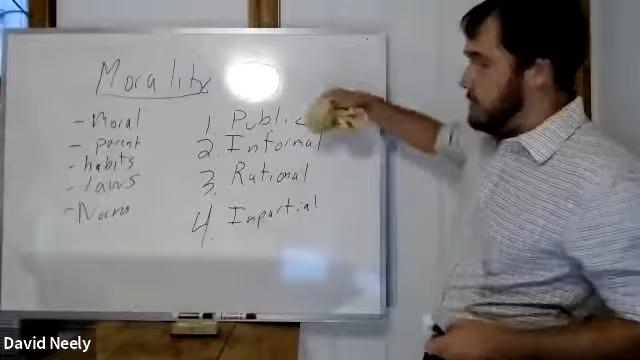 Morality
- Moral
- parent
- habits
- laws
- Norms
1. Public
2. Informal
3. Rational
4. Impartial
David Neely